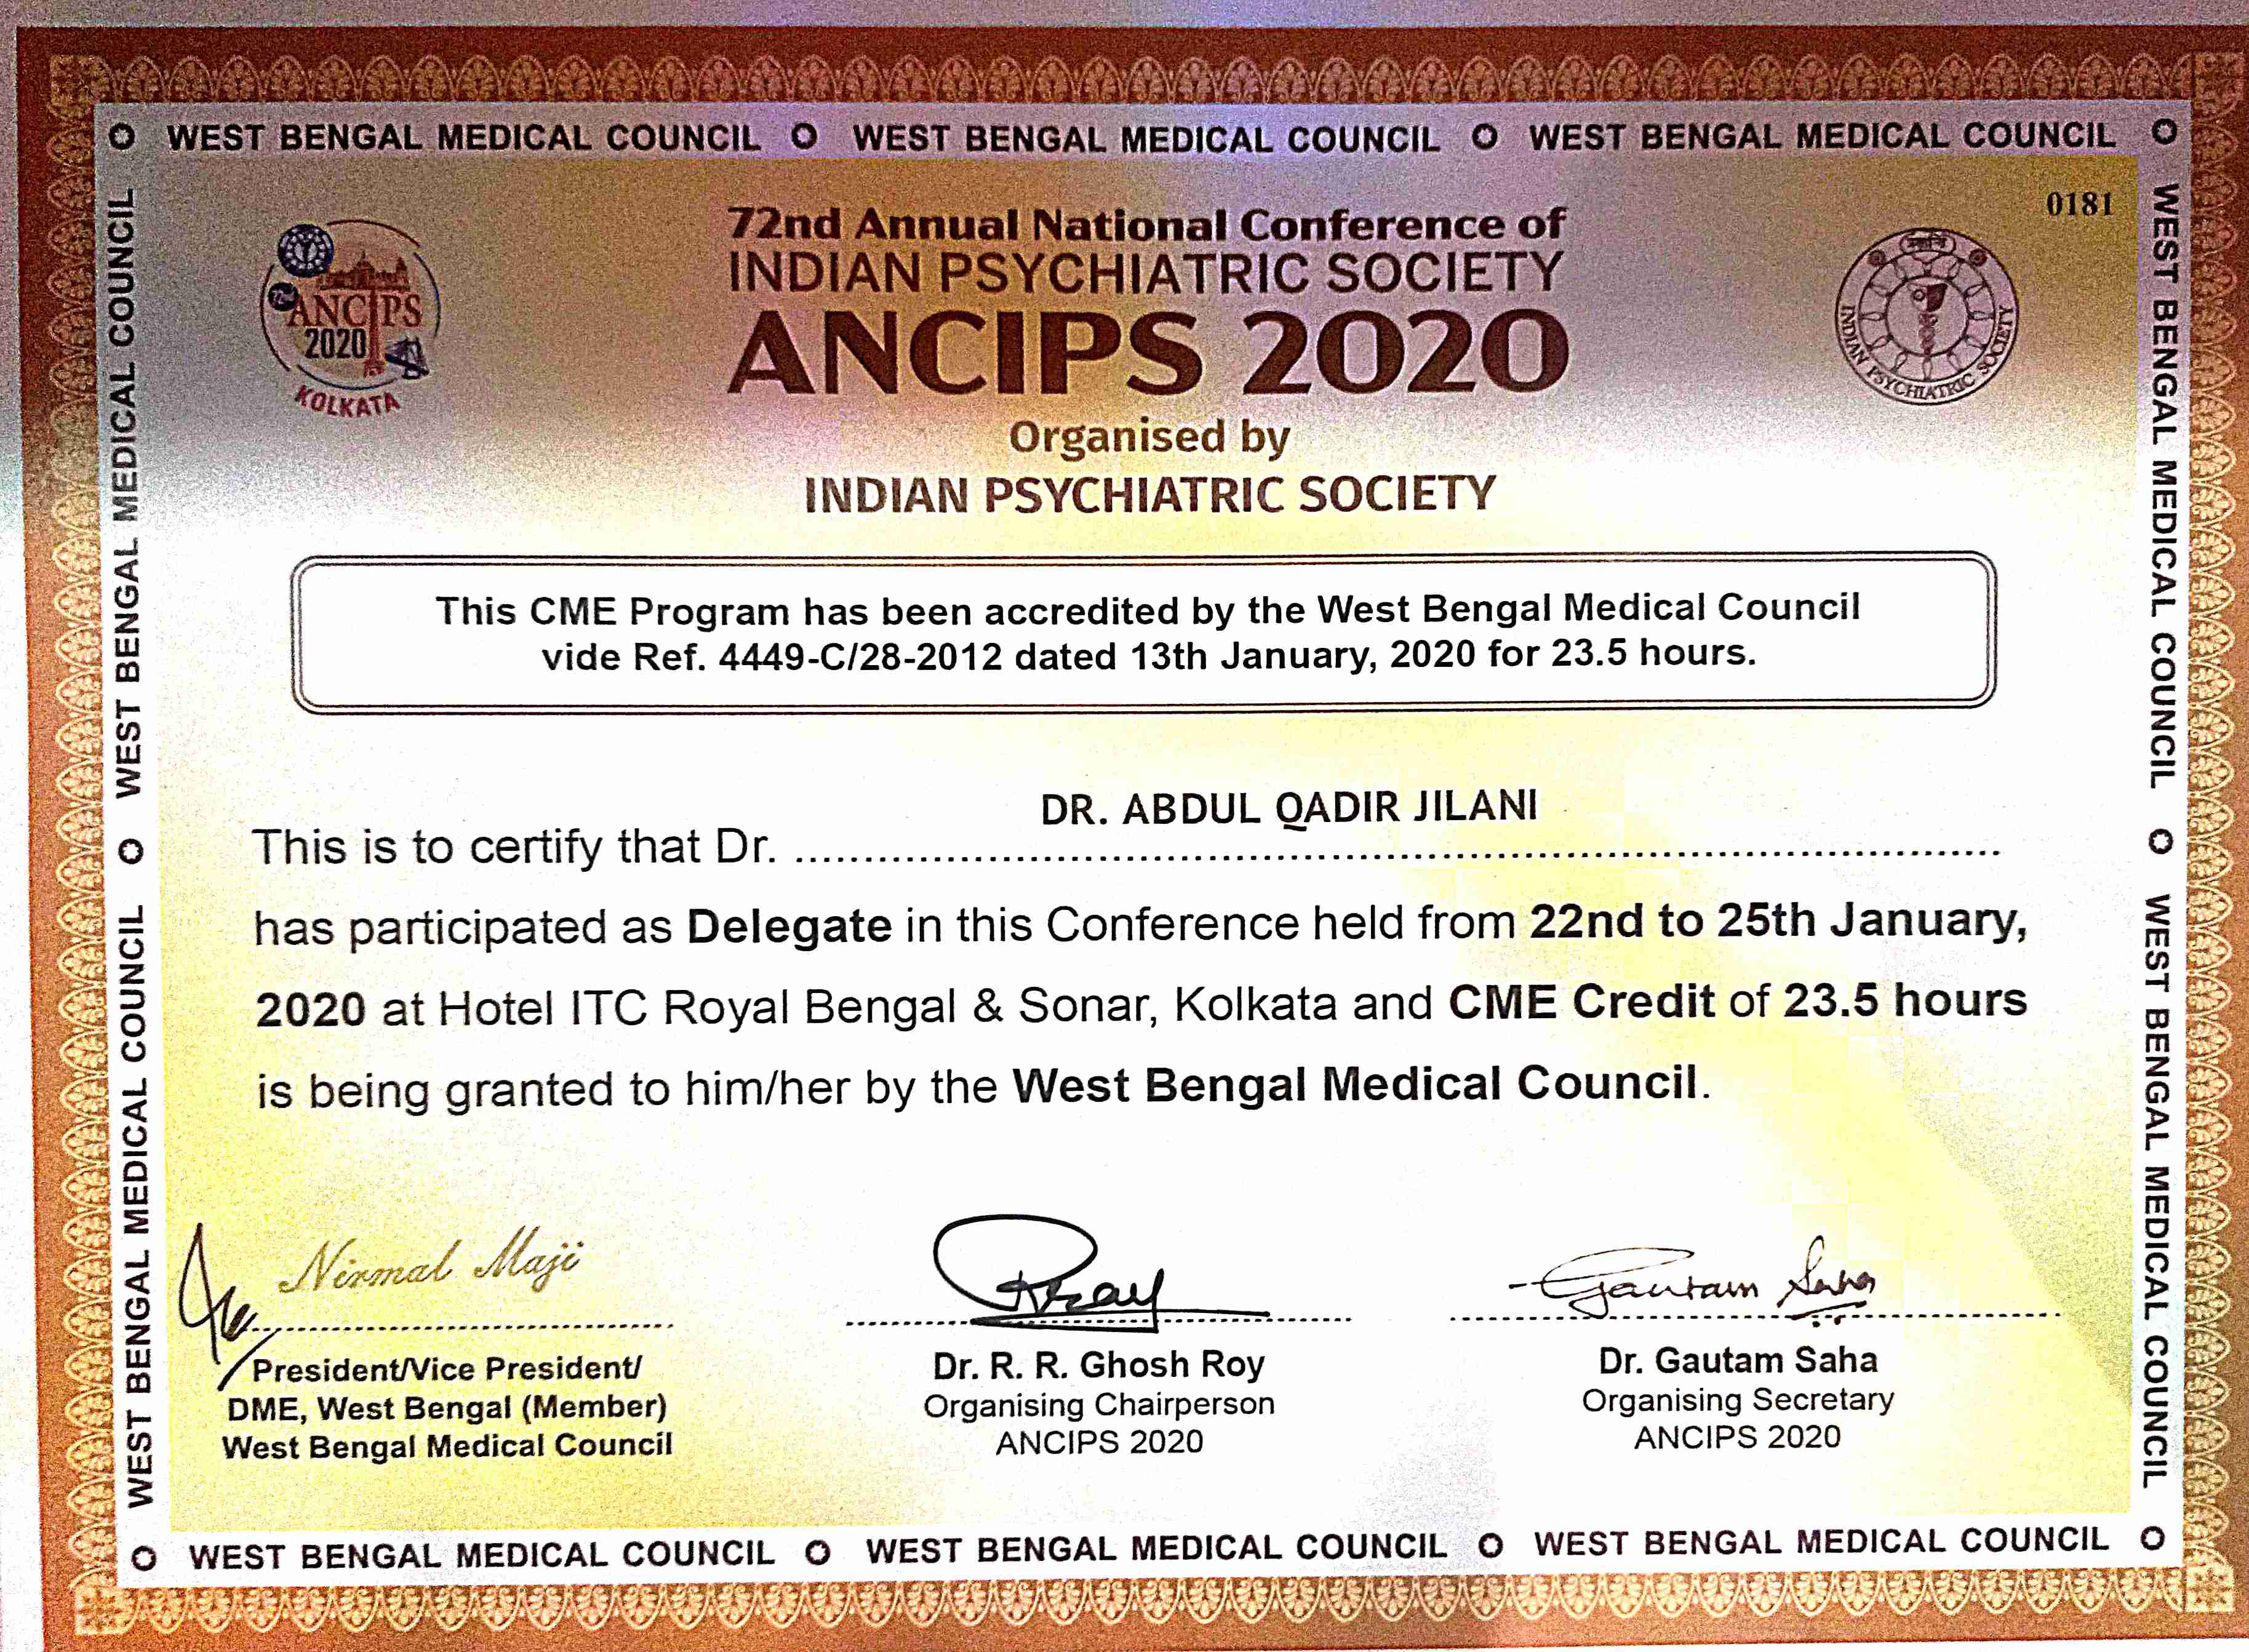 WEST BENGAL MEDICAL COUNCIL O WEST BENGAL MEDICAL COUNCIL O WEST BENGAL MEDICAL COUNCIL
0181
ANCIPS
2020
KOLKATA
72nd Annual National Conference of
INDIAN PSYCHIATRIC SOCIETY
ANCIPS 2020
INDIAN PSYCHIATRIC SOCIETY
Organised by
INDIAN PSYCHIATRIC SOCIETY
This CME Program has been accredited by the West Bengal Medical Council
vide Ref. 4449-C/28-2012 dated 13th January, 2020 for 23.5 hours.
DR. ABDUL QADIR JILANI
This is to certify that Dr. ....................
has participated as Delegate in this Conference held from 22nd to 25th January,
2020 at Hotel ITC Royal Bengal & Sonar, Kolkata and CME Credit of 23.5 hours
is being granted to him/her by the West Bengal Medical Council.
Nirmal Maji
Gautam Saha
President/Vice President/
DME, West Bengal (Member)
West Bengal Medical Council
Dr. R. R. Ghosh Roy
Organising Chairperson
ANCIPS 2020
Dr. Gautam Saha
Organising Secretary
ANCIPS 2020
WEST BENGAL MEDICAL COUNCIL O WEST BENGAL MEDICAL COUNCIL
WEST BENGAL MEDICAL COUNCIL O WEST BENGAL MEDICAL COUNCIL
WEST BENGAL MEDICAL COUNCIL O WEST BENGAL MEDICAL COUNCIL O WEST BENGAL MEDICAL COUNCIL